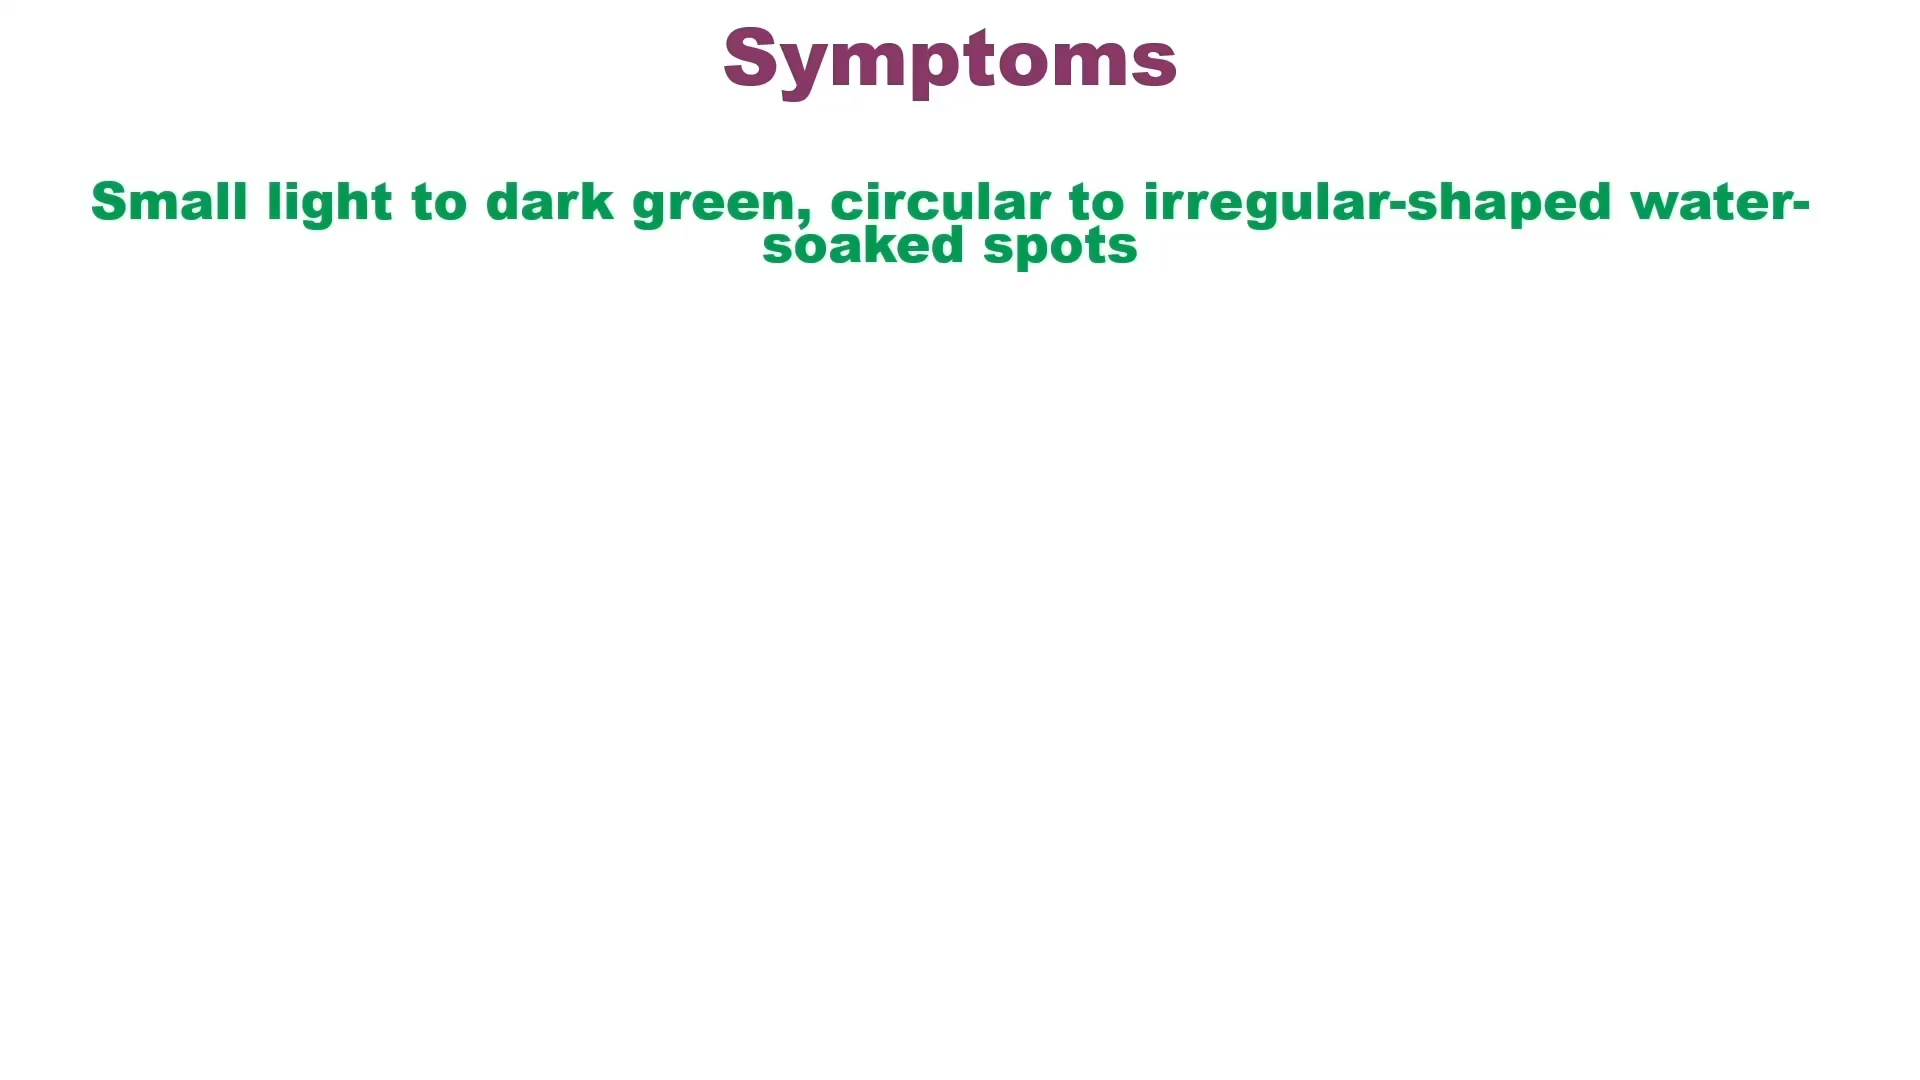 Symptoms
Small light to dark green, circular to irregular-shaped water-
soaked spots